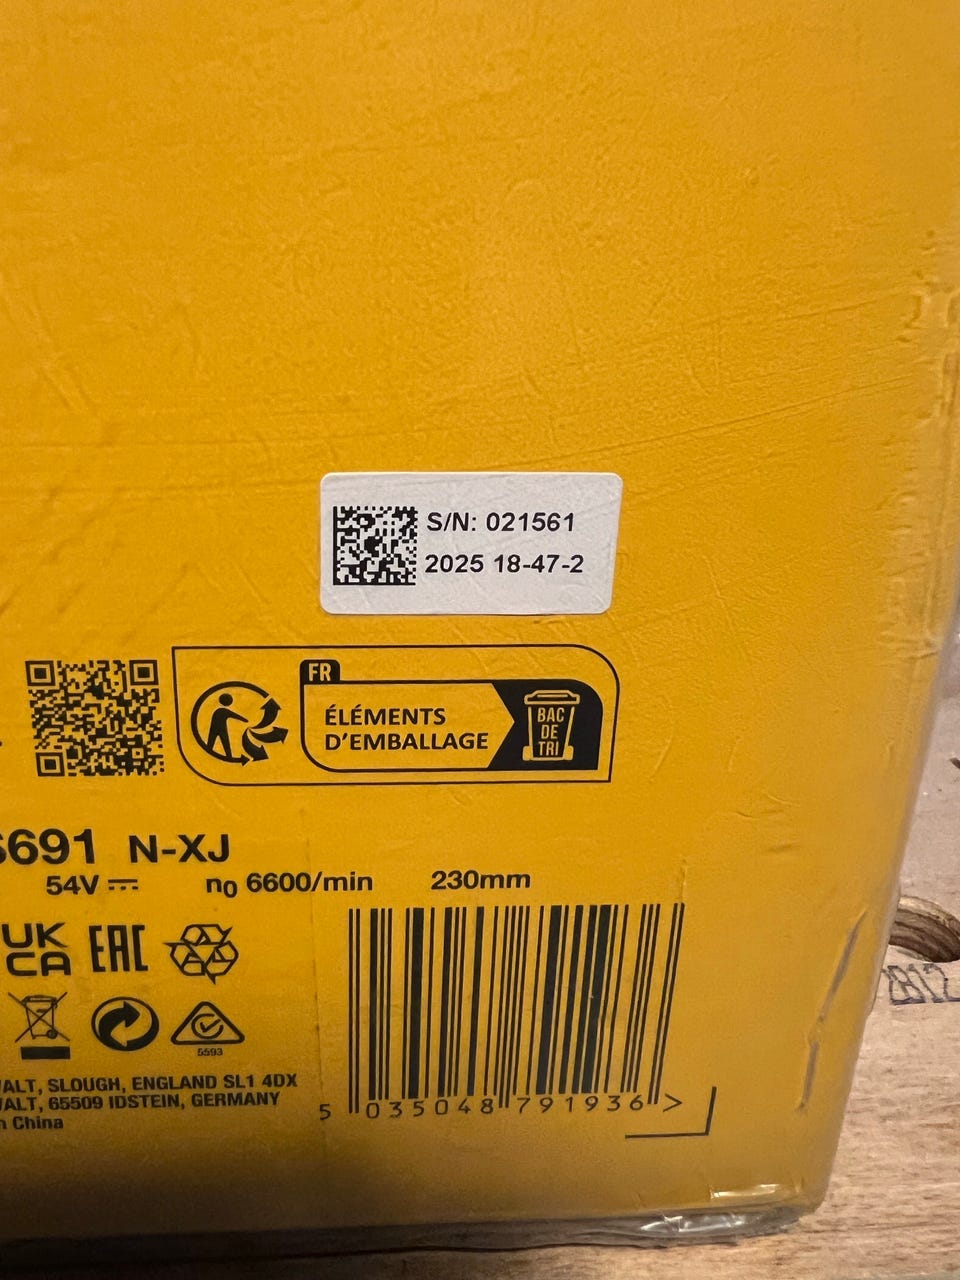 S/N: 021561
2025 18-47-2
FR
ÉLÉMENTS
D'EMBALLAGE
BAC
DE
TRI
6691 N-XJ
54V n0 6600/min 230mm
UK
CA
EAC
5593
WALT, SLOUGH, ENGLAND SL1 4DX
WALT, 65509 IDSTEIN, GERMANY
n China
5 035048 791936 >